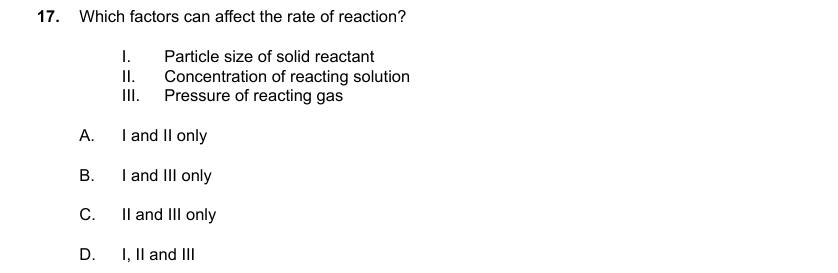 17. Which factors can affect the rate of reaction?
I. Particle size of solid reactant
II. Concentration of reacting solution
III. Pressure of reacting gas
A. I and II only
B. I and III only
C. II and III only
D. I, II and III